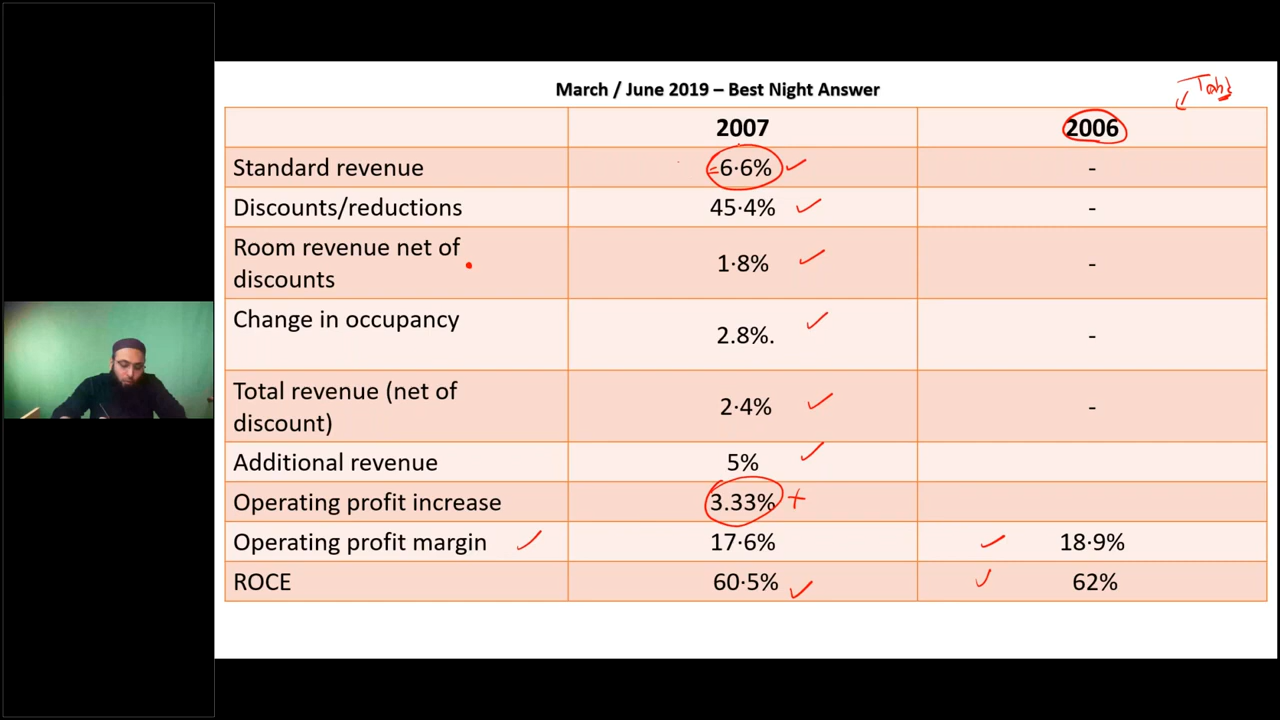 March / June 2019 – Best Night Answer
2007 2006
Standard revenue 6·6% -
Discounts/reductions 45·4% -
Room revenue net of
discounts 1·8% -
Change in occupancy 2.8%. -
Total revenue (net of
discount) 2·4% -
Additional revenue 5%
Operating profit increase 3.33% +
Operating profit margin 17·6% 18·9%
ROCE 60·5% 62%